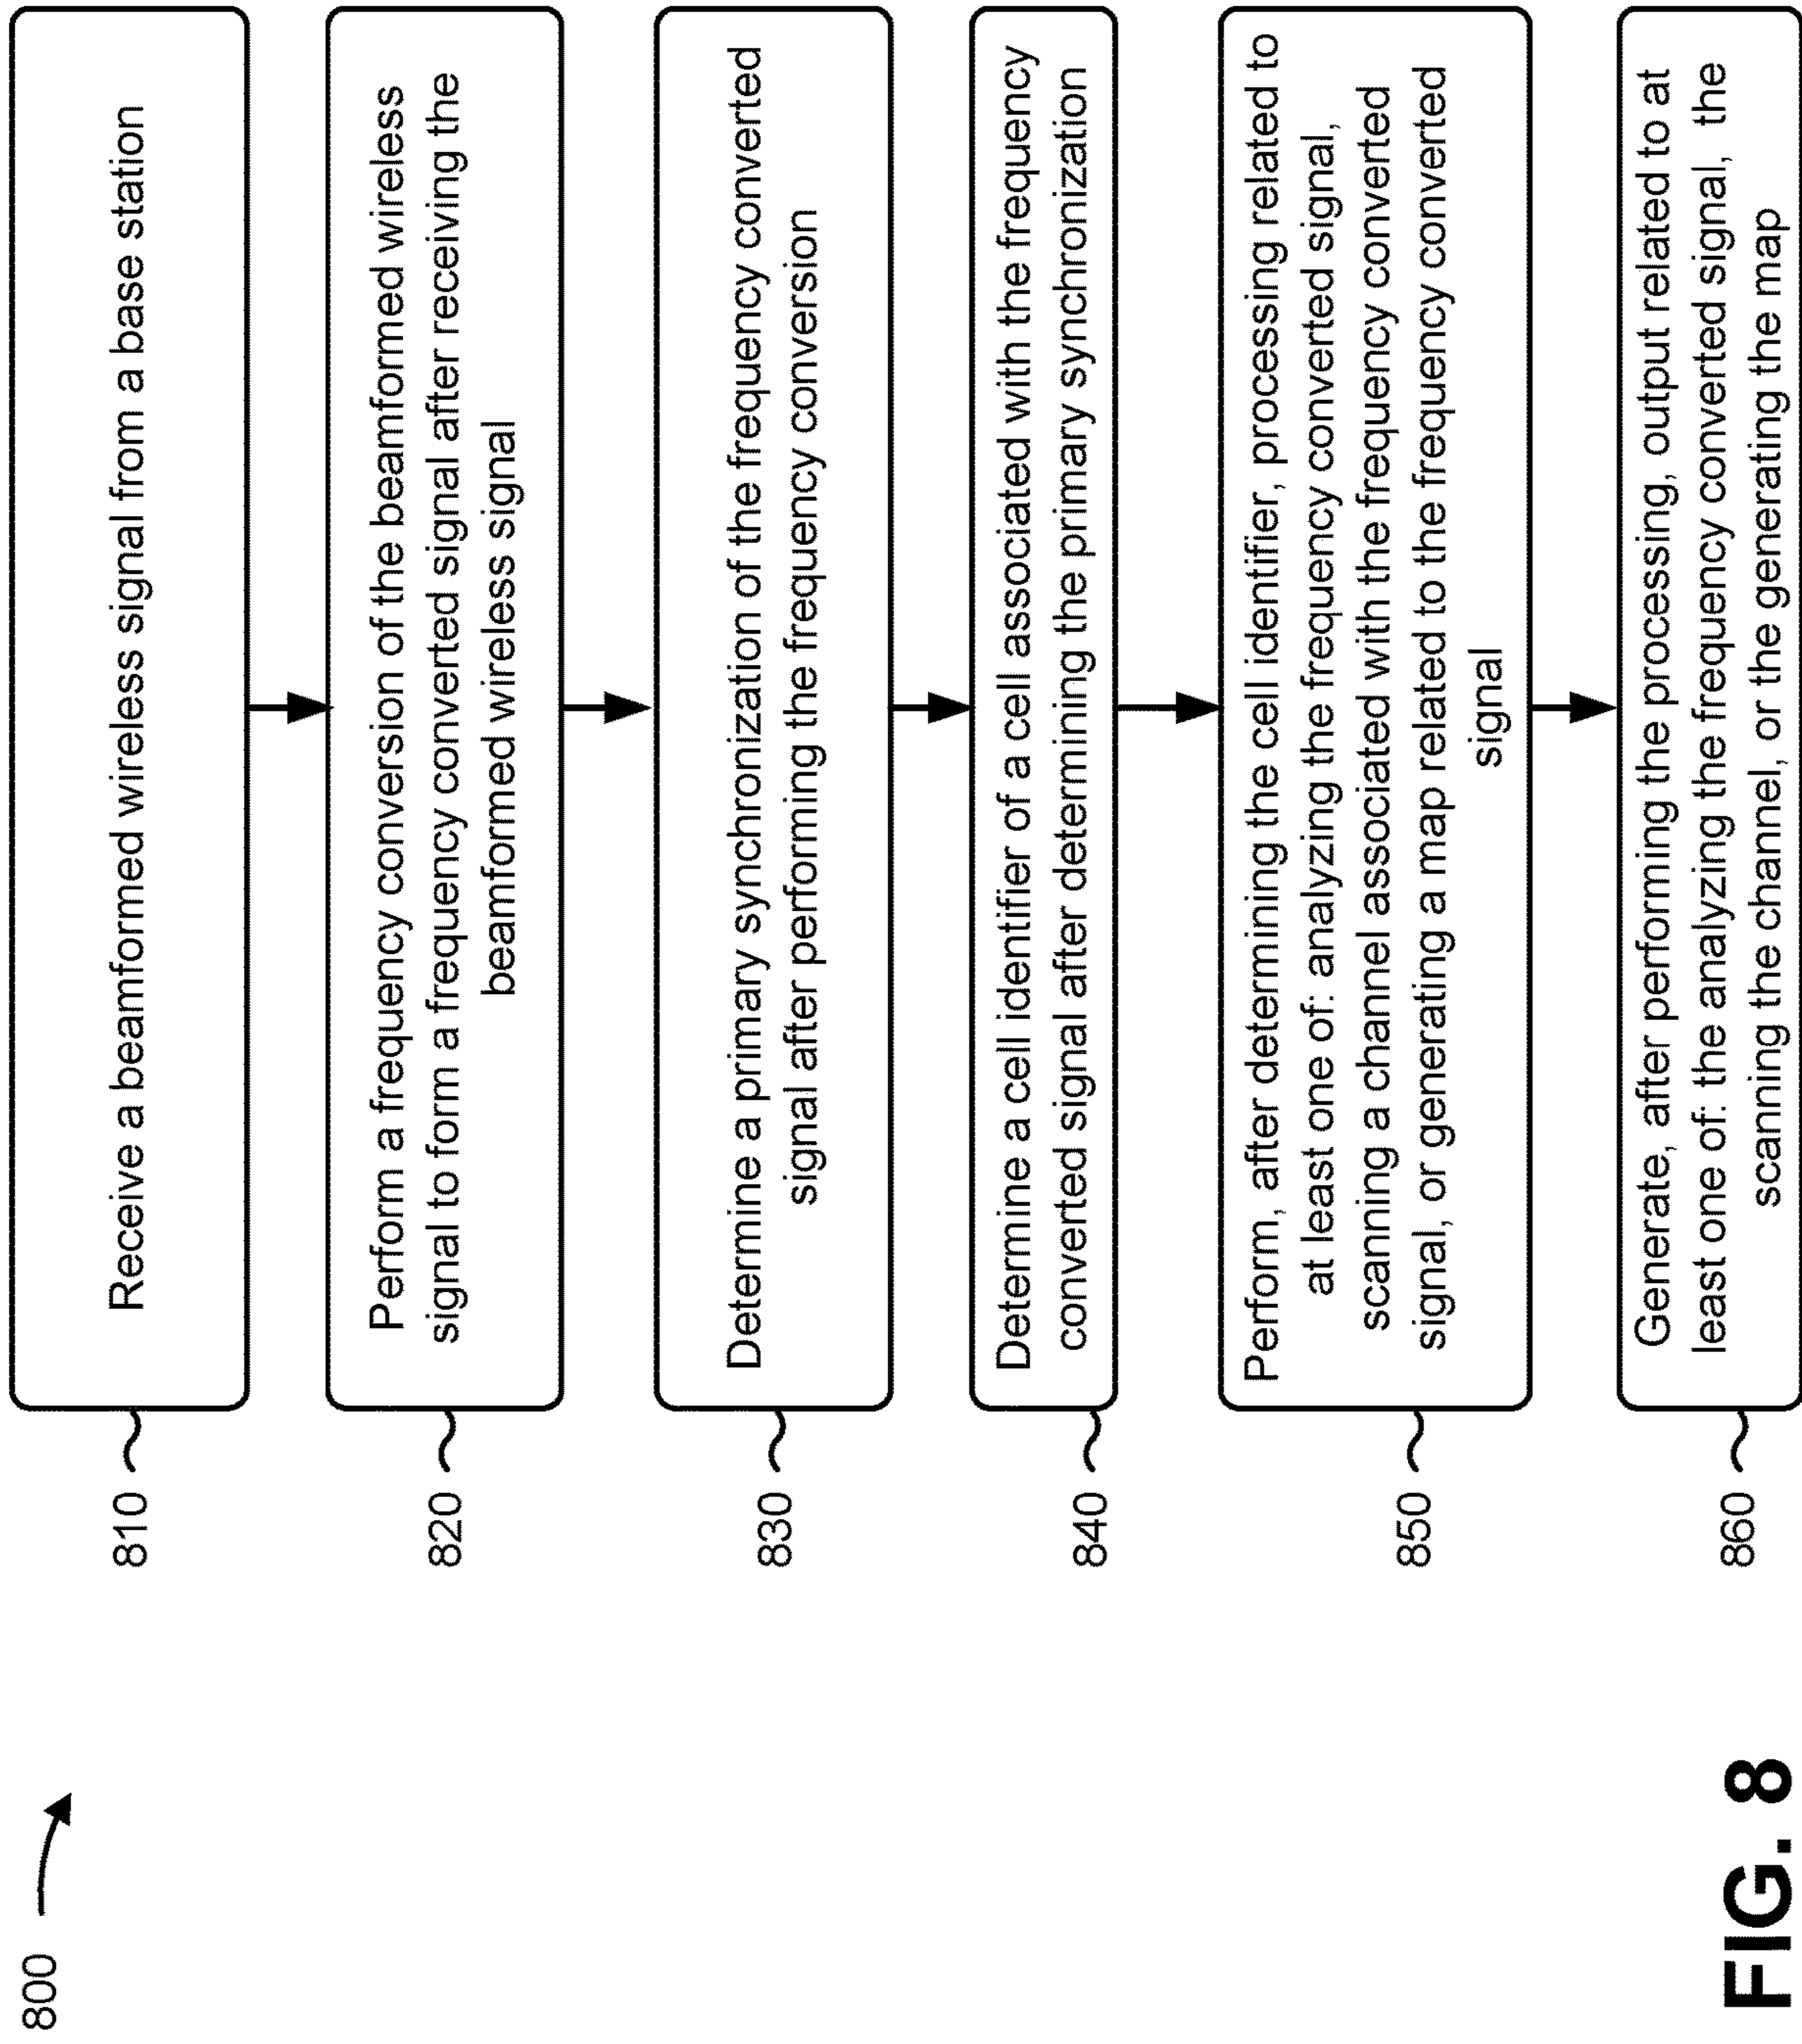 800
810
Receive a beamformed wireless signal from a base station
820
Perform a frequency conversion of the beamformed wireless
signal to form a frequency converted signal after receiving the
beamformed wireless signal
830
Determine a primary synchronization of the frequency converted
signal after performing the frequency conversion
840
Determine a cell identifier of a cell associated with the frequency
converted signal after determining the primary synchronization
850
Perform, after determining the cell identifier, processing related to
at least one of: analyzing the frequency converted signal,
scanning a channel associated with the frequency converted
signal, or generating a map related to the frequency converted
signal
860
Generate, after performing the processing, output related to at
least one of: the analyzing the frequency converted signal, the
scanning the channel, or the generating the map
FIG. 8